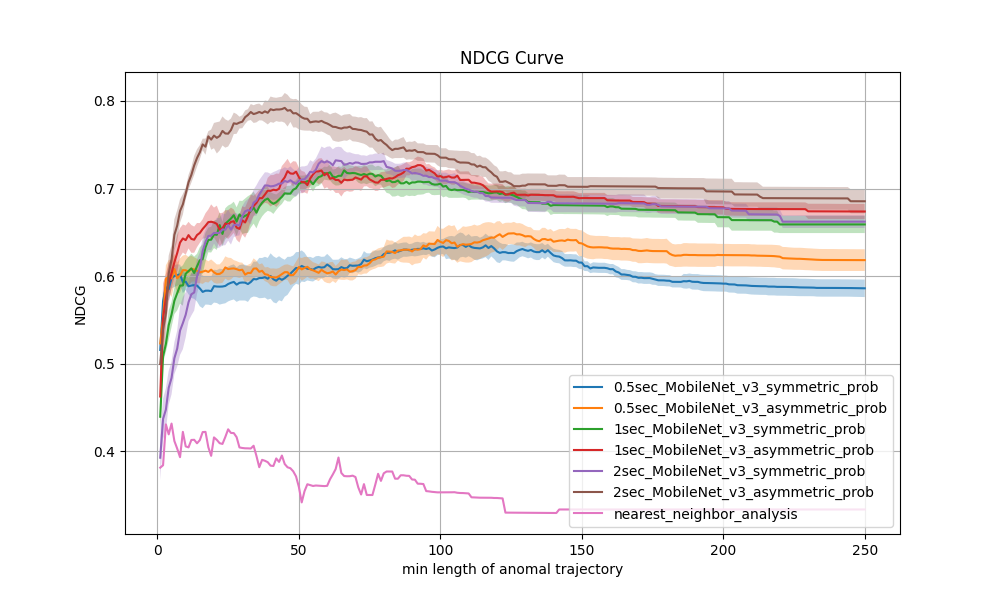 NDCG Curve
0.8
0.7
0.6
0.5
0.4
NDCG
0.5sec_MobileNet_v3_symmetric_prob
0.5sec_MobileNet_v3_asymmetric_prob
1sec_MobileNet_v3_symmetric_prob
1sec_MobileNet_v3_asymmetric_prob
2sec_MobileNet_v3_symmetric_prob
2sec_MobileNet_v3_asymmetric_prob
nearest_neighbor_analysis
0 50 100 150 200 250
min length of anomal trajectory